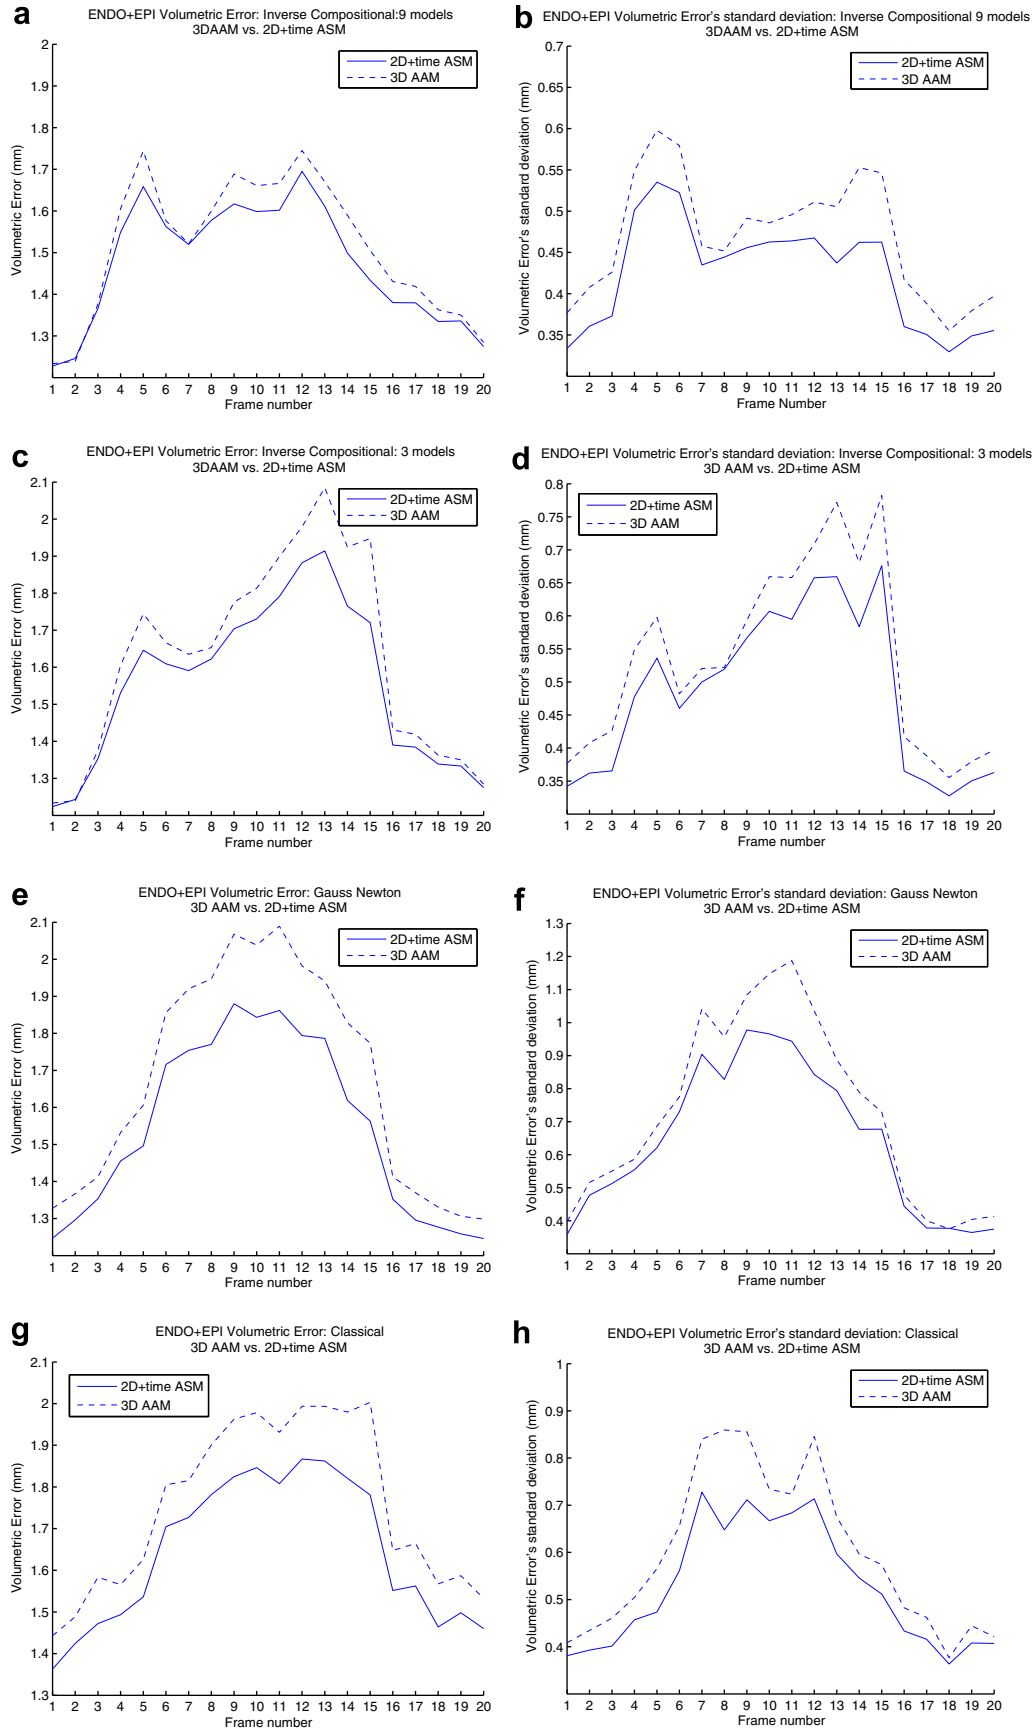 a
ENDO+EPI Volumetric Error: Inverse Compositional:9 models
3DAAM vs. 2D+time ASM
2D+time ASM
3D AAM
Volumetric Error (mm)
2
1.9
1.8
1.7
1.6
1.5
1.4
1.3
1 2 3 4 5 6 7 8 9 10 11 12 13 14 15 16 17 18 19 20
Frame number
b
ENDO+EPI Volumetric Error's standard deviation: Inverse Compositional 9 models
3DAAM vs. 2D+time ASM
2D+time ASM
3D AAM
Volumetric Error's standard deviation (mm)
0.7
0.65
0.6
0.55
0.5
0.45
0.4
0.35
1 2 3 4 5 6 7 8 9 10 11 12 13 14 15 16 17 18 19 20
Frame Number
c
ENDO+EPI Volumetric Error: Inverse Compositional: 3 models
3DAAM vs. 2D+time ASM
2D+time ASM
3D AAM
Volumetric Error (mm)
2.1
2
1.9
1.8
1.7
1.6
1.5
1.4
1.3
1 2 3 4 5 6 7 8 9 10 11 12 13 14 15 16 17 18 19 20
Frame number
d
ENDO+EPI Volumetric Error's standard deviation: Inverse Compositional: 3 models
3D AAM vs. 2D+time ASM
2D+time ASM
3D AAM
Volumetric Error's standard deviation (mm)
0.8
0.75
0.7
0.65
0.6
0.55
0.5
0.45
0.4
0.35
1 2 3 4 5 6 7 8 9 10 11 12 13 14 15 16 17 18 19 20
Frame number
e
ENDO+EPI Volumetric Error: Gauss Newton
3D AAM vs. 2D+time ASM
2D+time ASM
3D AAM
Volumetric Error (mm)
2.1
2
1.9
1.8
1.7
1.6
1.5
1.4
1.3
1 2 3 4 5 6 7 8 9 10 11 12 13 14 15 16 17 18 19 20
Frame number
f
ENDO+EPI Volumetric Error's standard deviation: Gauss Newton
3D AAM vs. 2D+time ASM
2D+time ASM
3D AAM
Volumetric Error's standard deviation (mm)
1.3
1.2
1.1
1
0.9
0.8
0.7
0.6
0.5
0.4
1 2 3 4 5 6 7 8 9 10 11 12 13 14 15 16 17 18 19 20
Frame number
g
ENDO+EPI Volumetric Error: Classical
3D AAM vs. 2D+time ASM
2D+time ASM
3D AAM
Volumetric Error (mm)
2.1
2
1.9
1.8
1.7
1.6
1.5
1.4
1.3
1 2 3 4 5 6 7 8 9 10 11 12 13 14 15 16 17 18 19 20
Frame number
h
ENDO+EPI Volumetric Error's standard deviation: Classical
3D AAM vs. 2D+time ASM
2D+time ASM
3D AAM
Volumetric Error's standard deviation (mm)
1
0.9
0.8
0.7
0.6
0.5
0.4
1 2 3 4 5 6 7 8 9 10 11 12 13 14 15 16 17 18 19 20
Frame number